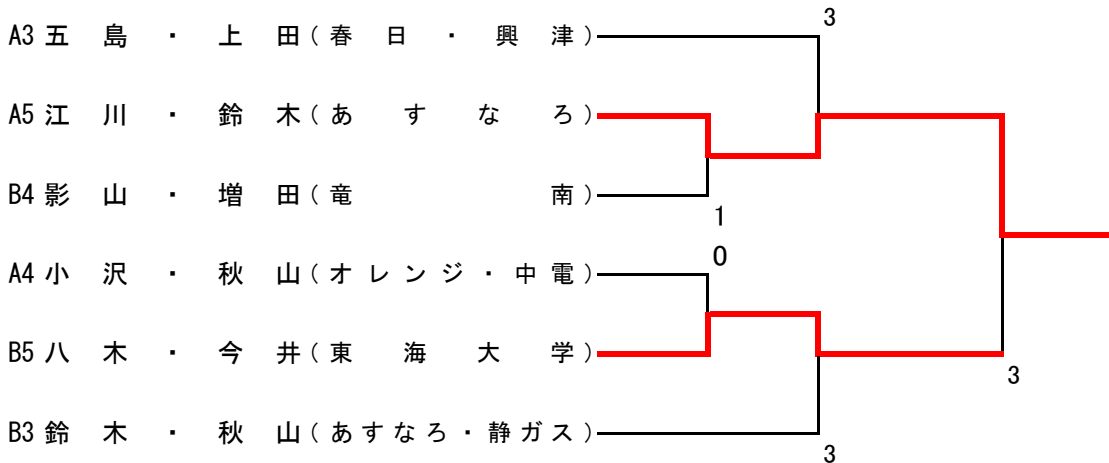 3
A3 五島・上田(春日・興津)
A5 江川・鈴木(あすなろ)
B4 影山・増田(竜南)
1
0
A4 小沢・秋山(オレンジ・中電)
B5 八木・今井(東海大学)
3
B3 鈴木・秋山(あすなろ・静ガス)
3